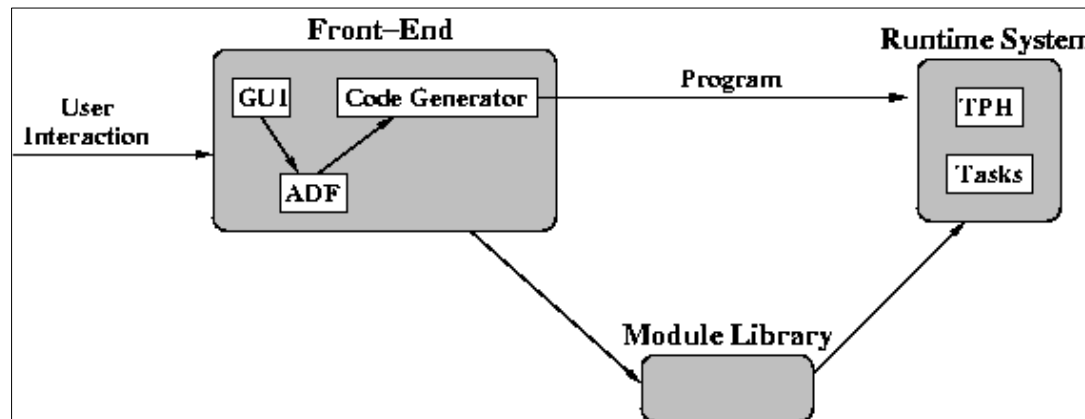 Front–End
Runtime System
GUI
Code Generator
Program
TPH
User
Interaction
Tasks
ADF
Module Library